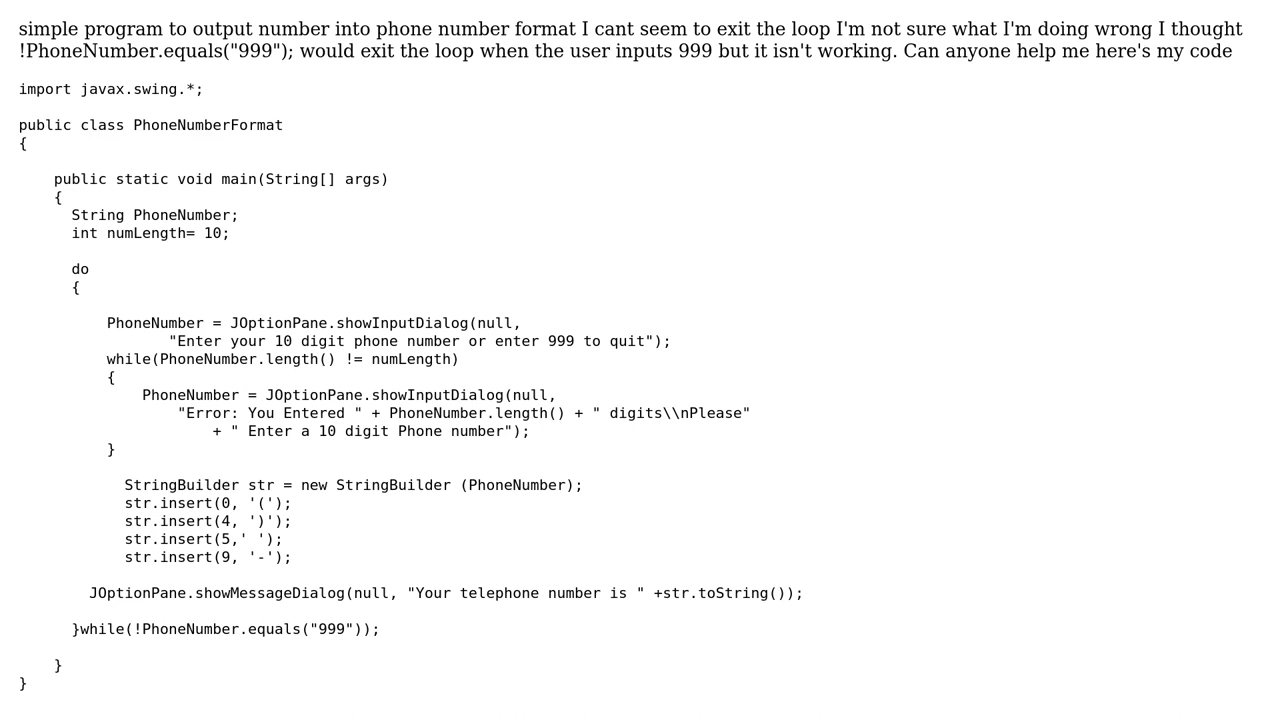 simple program to output number into phone number format I cant seem to exit the loop I'm not sure what I'm doing wrong I thought
!PhoneNumber.equals("999"); would exit the loop when the user inputs 999 but it isn't working. Can anyone help me here's my code
import javax.swing.*;
public class PhoneNumberFormat
{
public static void main(String[] args)
{
String PhoneNumber;
int numLength= 10;
do
{
PhoneNumber = JOptionPane.showInputDialog(null,
"Enter your 10 digit phone number or enter 999 to quit");
while(PhoneNumber.length() != numLength)
{
PhoneNumber = JOptionPane.showInputDialog(null,
"Error: You Entered " + PhoneNumber.length() + " digits\\nPlease"
+ " Enter a 10 digit Phone number");
}
StringBuilder str = new StringBuilder (PhoneNumber);
str.insert(0, '(');
str.insert(4, ')');
str.insert(5,' ');
str.insert(9, '-');
JOptionPane.showMessageDialog(null, "Your telephone number is " +str.toString());
}while(!PhoneNumber.equals("999"));
}
}